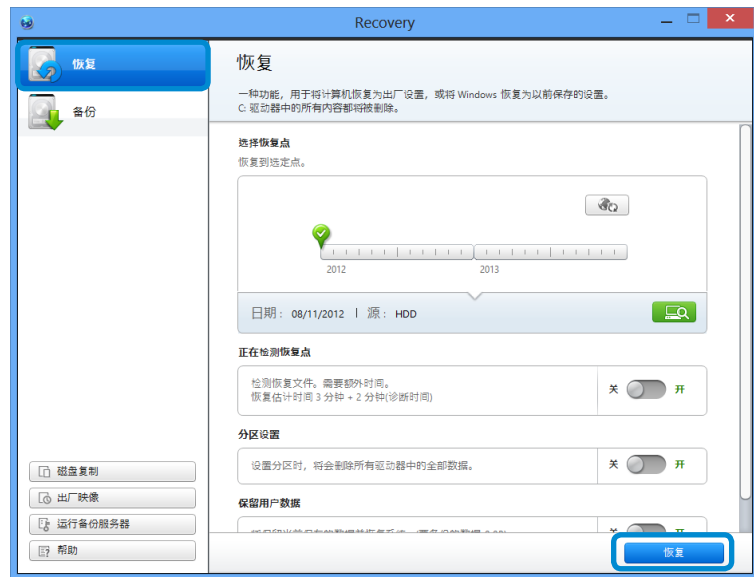 Recovery
恢复
备份
磁盘复制
出厂映像
运行备份服务器
帮助
恢复
一种功能，用于将计算机恢复为出厂设置，或将 Windows 恢复为以前保存的设置。
C: 驱动器中的所有内容都将被删除。
选择恢复点
恢复到选定点。
2012 2013
日期： 08/11/2012 | 源： HDD
正在检测恢复点
检测恢复文件。需要额外时间。
恢复估计时间 3 分钟 + 2 分钟(诊断时间)
关 开
分区设置
设置分区时，将会删除所有驱动器中的全部数据。
关 开
保留用户数据
恢复